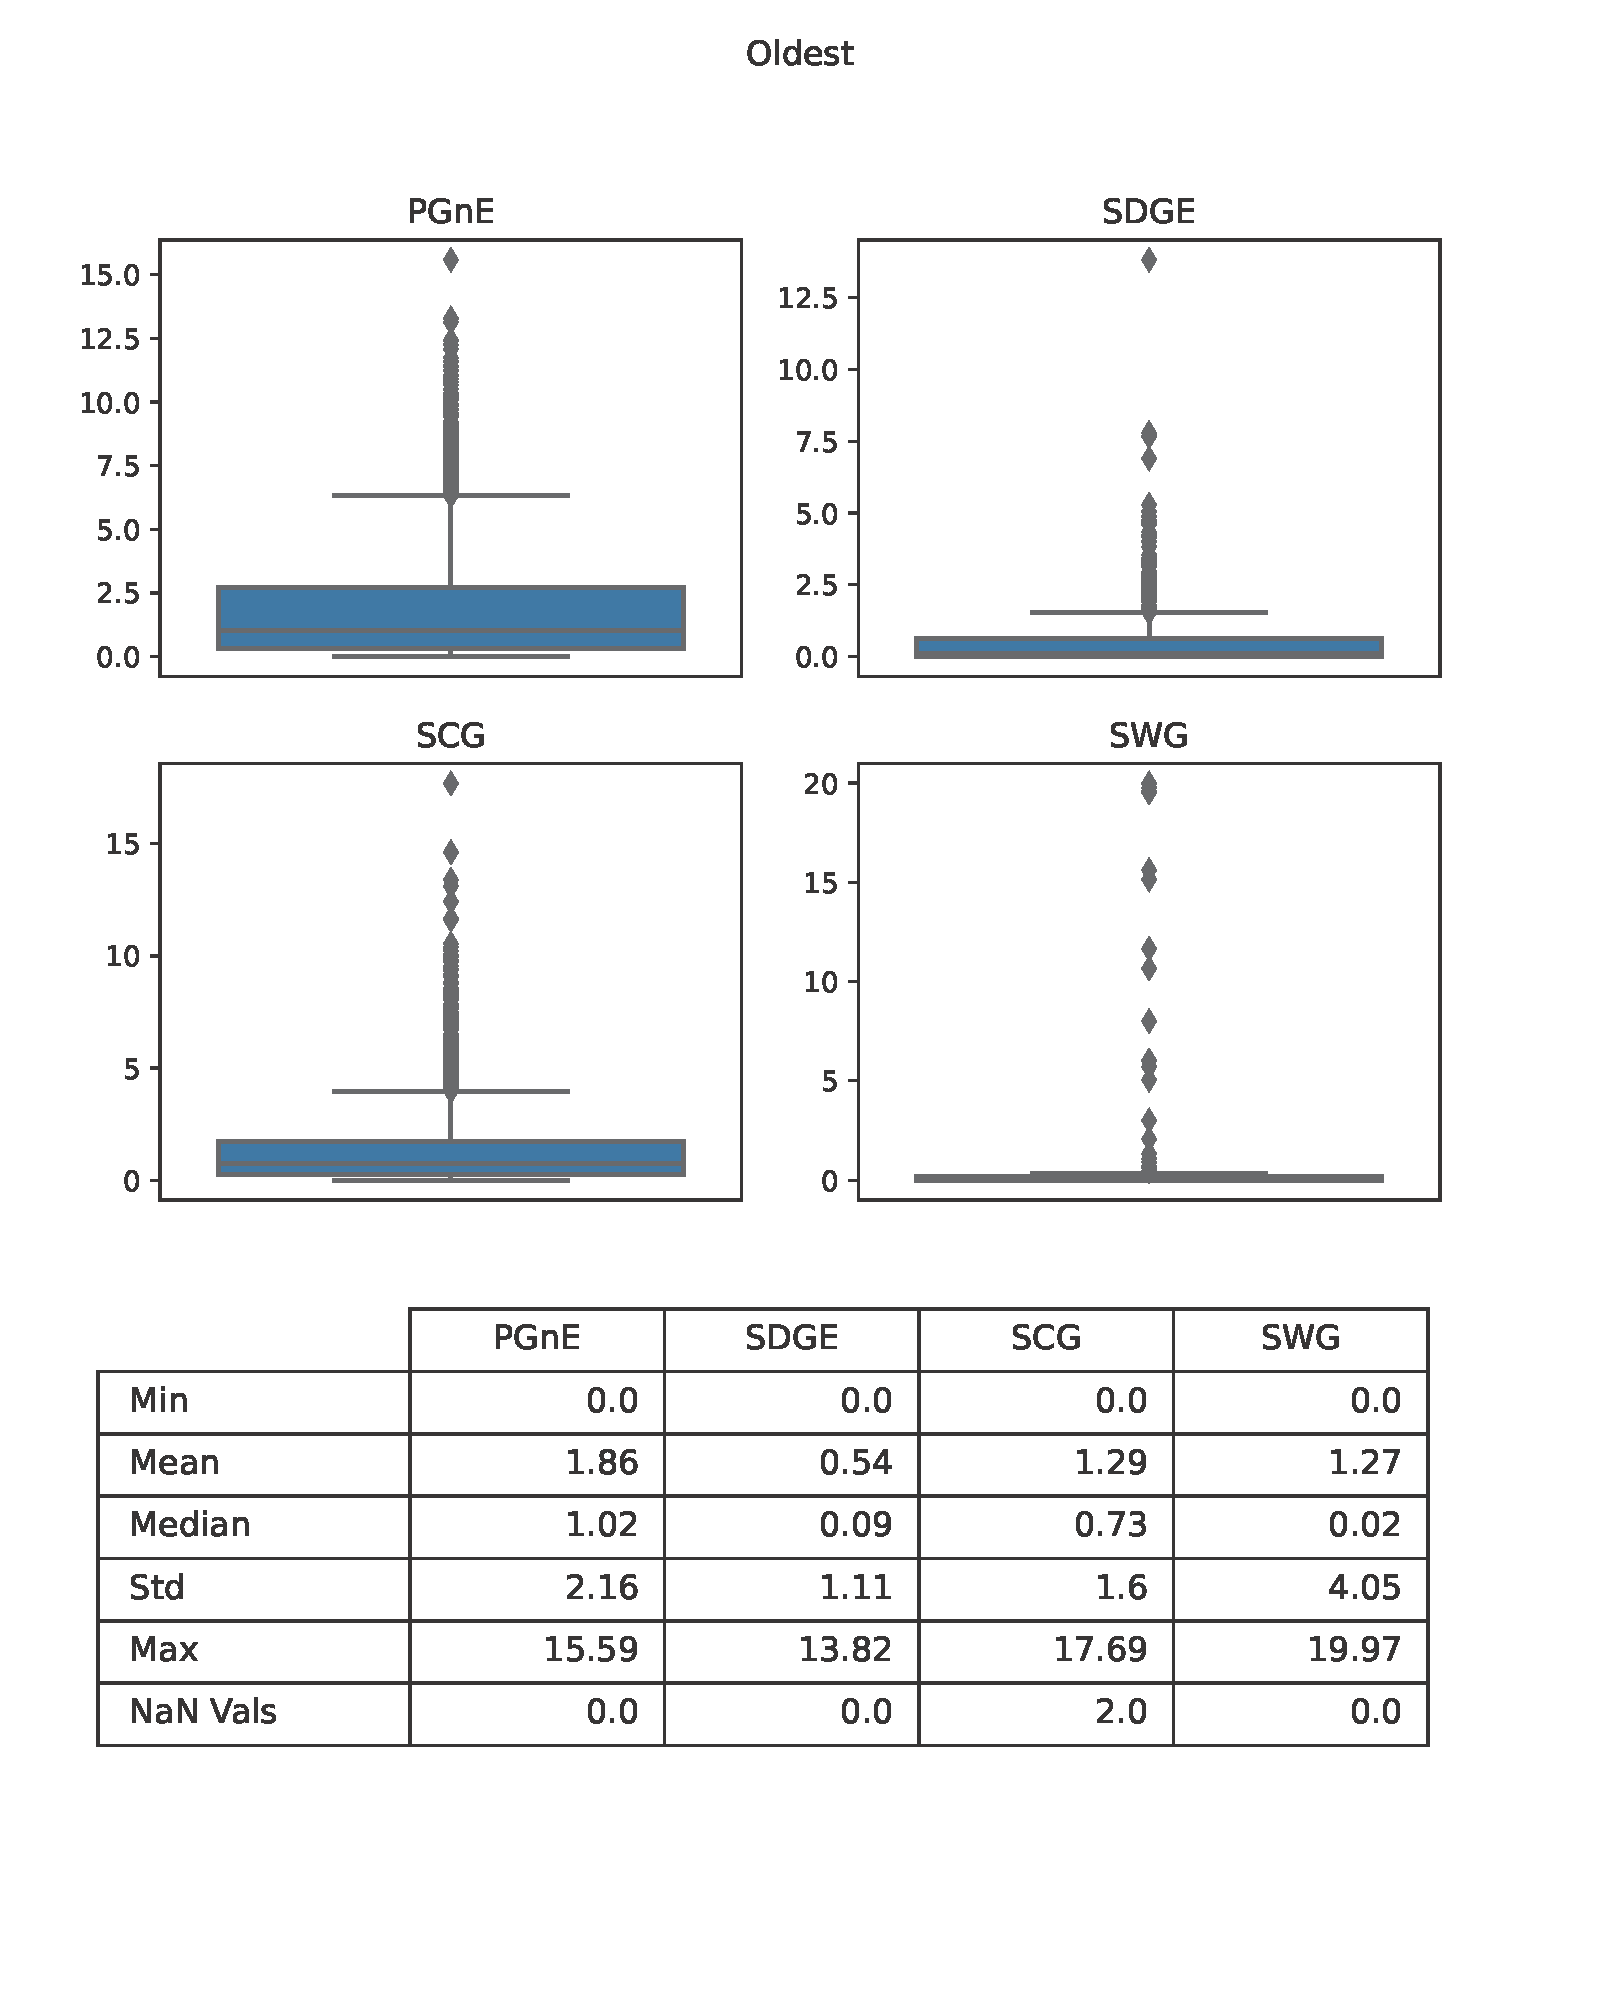 Oldest
PGnE
15.0
12.5
10.0
7.5
5.0
2.5
0.0
SDGE
12.5
10.0
7.5
5.0
2.5
0.0
SCG
15
10
5
0
SWG
20
15
10
5
0
PGnE SDGE SCG SWG
Min 0.0 0.0 0.0 0.0
Mean 1.86 0.54 1.29 1.27
Median 1.02 0.09 0.73 0.02
Std 2.16 1.11 1.6 4.05
Max 15.59 13.82 17.69 19.97
NaN Vals 0.0 0.0 2.0 0.0